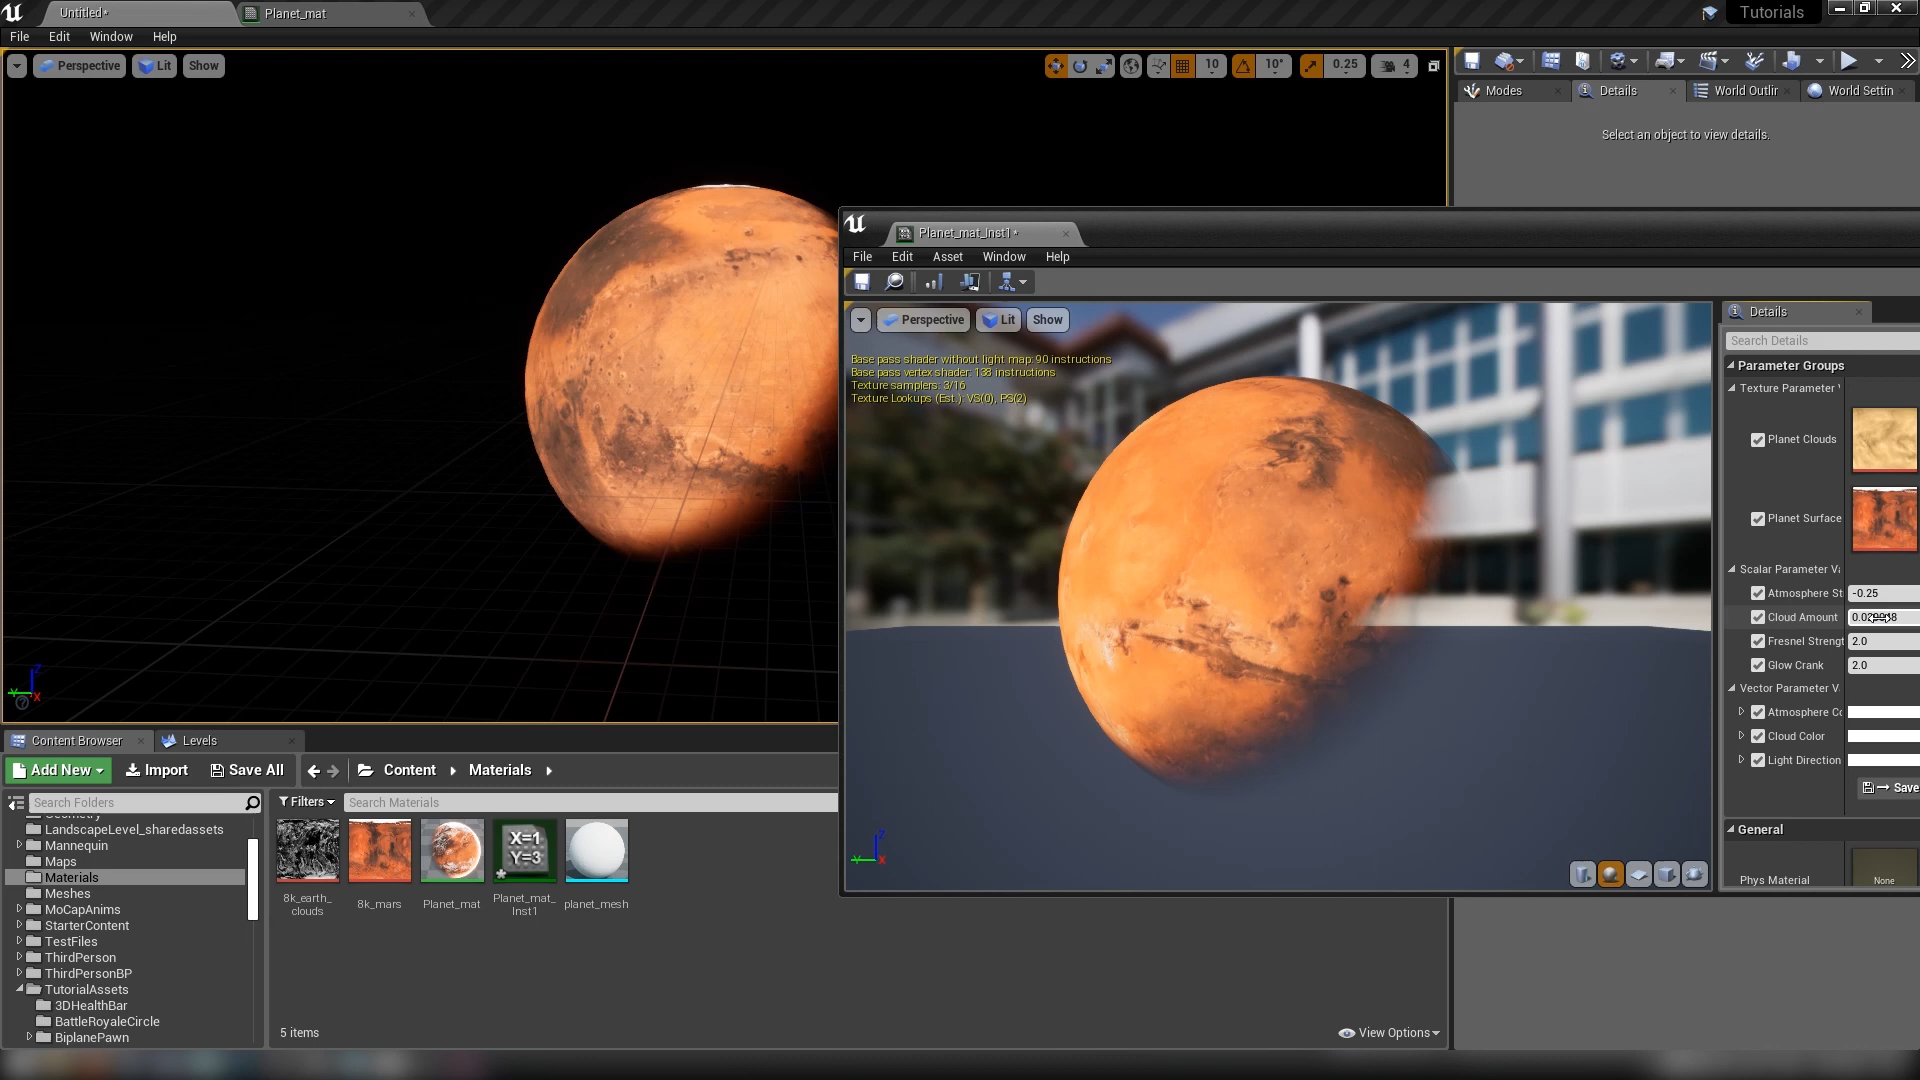 Untitled*
Planet_mat
Tutorials
File Edit Window Help
Perspective Lit Show
10 10° 0.25 4
Modes Details World Outlin World Settin
Select an object to view details.
Planet_mat_Inst1*
File Edit Asset Window Help
Perspective Lit Show
Base pass shader without light map: 90 instructions
Base pass vertex shader: 138 instructions
Texture samplers: 3/16
Texture Lookups (Est.): VS(0), PS(2)
Z
Y X
Details
Search Details
Parameter Groups
Texture Parameter V
Planet Clouds
Planet Surface
Scalar Parameter Va
Atmosphere St -0.25
Cloud Amount
Fresnel Strengt 2.0
Glow Crank 2.0
Vector Parameter V
Atmosphere Co
Cloud Color
Light Direction
Save
General
Phys Material None
Z
Y X
Content Browser Levels
Add New Import Save All Content Materials
Search Folders
Filters Search Materials
Geometry
LandscapeLevel_sharedassets
Mannequin
Maps
Materials
Meshes
MoCapAnims
StarterContent
TestFiles
ThirdPerson
ThirdPersonBP
TutorialAssets
3DHealthBar
BattleRoyaleCircle
BiplanePawn
X=1
Y=3
8k_earth_
clouds
8k_mars
Planet_mat
Planet_mat_
Inst1
planet_mesh
5 items
View Options